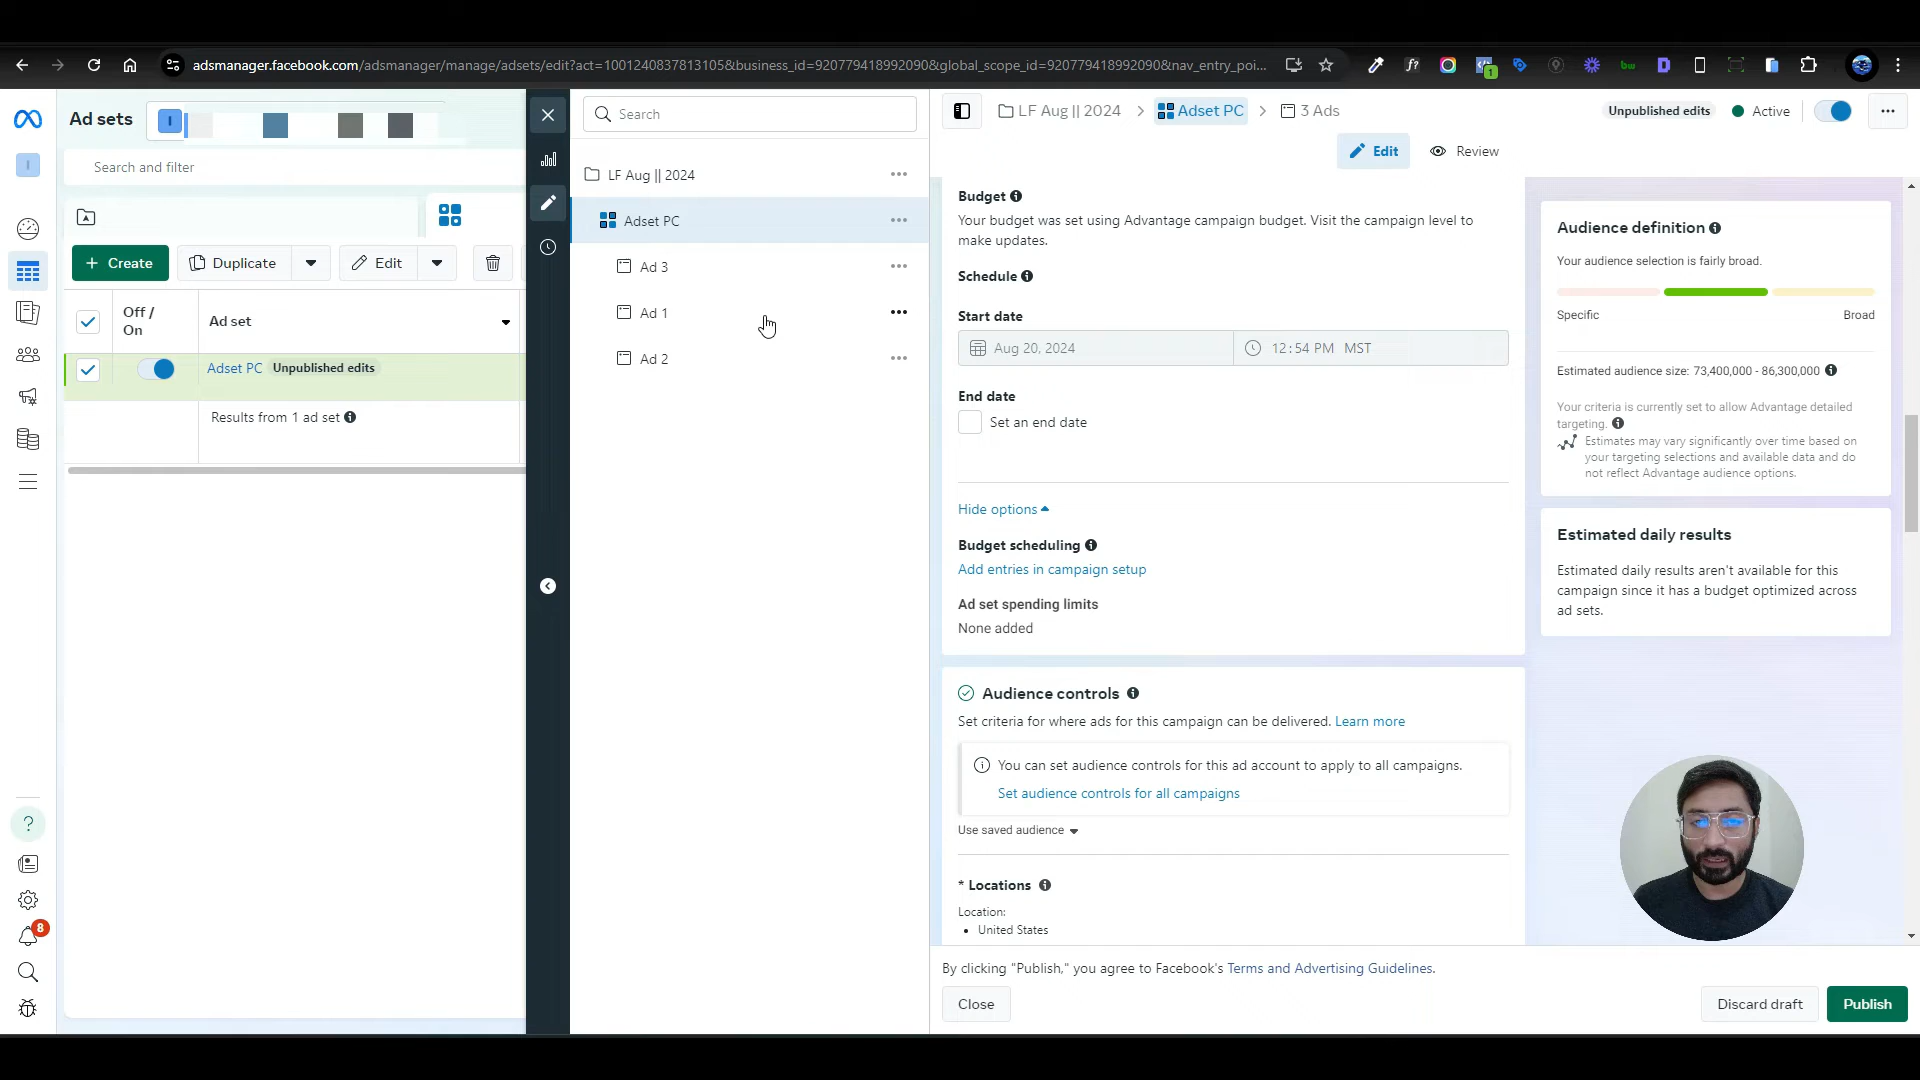 adsmanager.facebook.com/adsmanager/manage/adsets/edit?act=1001240837813105&business_id=920779418992090&global_scope_id=920779418992090&nav_entry_poi...
f?
1
bw
D
Ad sets
I
Search
LF Aug || 2024
Adset PC
3 Ads
Unpublished edits
Active
Edit
Review
Search and filter
I
Create
Duplicate
Edit
Off / On
Ad set
Adset PC
Unpublished edits
Results from 1 ad set
LF Aug || 2024
Adset PC
Ad 3
Ad 1
Ad 2
Budget
Your budget was set using Advantage campaign budget. Visit the campaign level to
make updates.
Schedule
Start date
Aug 20, 2024
12:54 PM MST
End date
Set an end date
Hide options
Budget scheduling
Add entries in campaign setup
Ad set spending limits
None added
Audience controls
Set criteria for where ads for this campaign can be delivered. Learn more
You can set audience controls for this ad account to apply to all campaigns.
Set audience controls for all campaigns
Use saved audience
* Locations
Location:
• United States
Audience definition
Your audience selection is fairly broad.
Specific
Broad
Estimated audience size: 73,400,000 - 86,300,000
Your criteria is currently set to allow Advantage detailed
targeting.
Estimates may vary significantly over time based on
your targeting selections and available data and do
not reflect Advantage audience options.
Estimated daily results
Estimated daily results aren't available for this
campaign since it has a budget optimized across
ad sets.
8
By clicking "Publish," you agree to Facebook's Terms and Advertising Guidelines.
Close
Discard draft
Publish